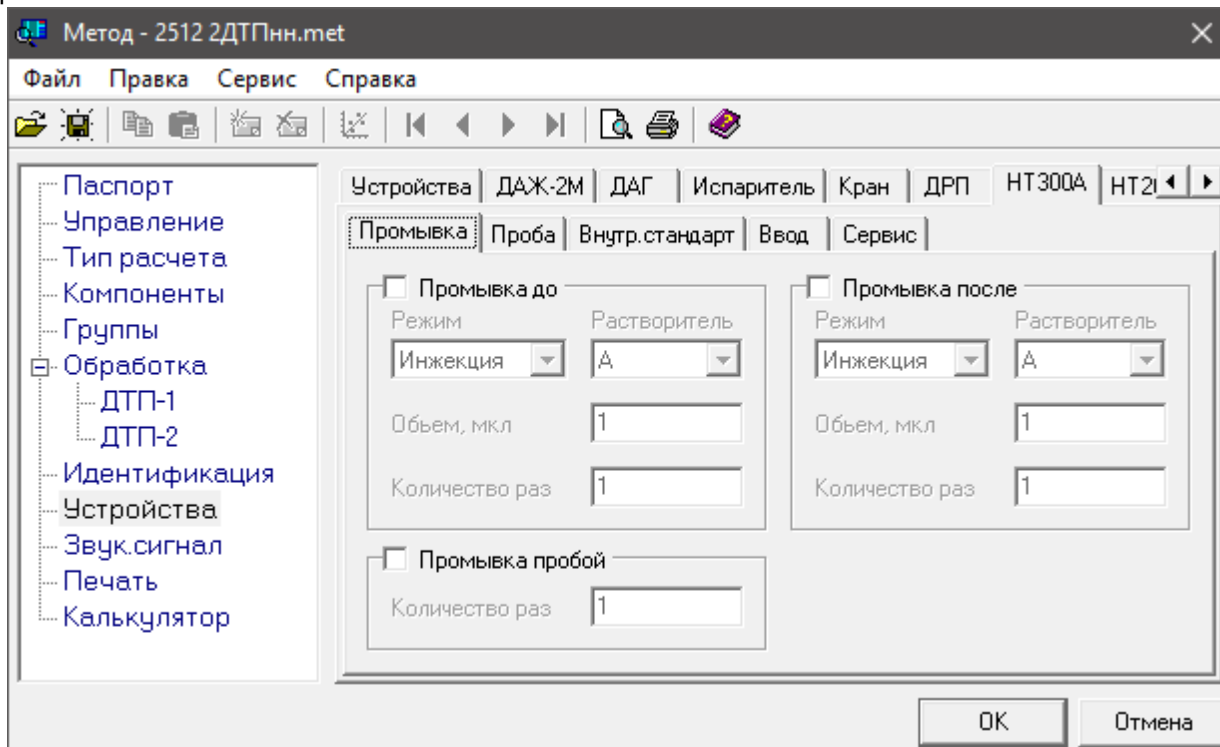 Метод - 2512 2ДТПнн.met
Файл Правка Сервис Справка
Паспорт
Управление
Тип расчета
Компоненты
Группы
Обработка
ДТП-1
ДТП-2
Идентификация
Устройства
Звук.сигнал
Печать
Калькулятор
Устройства ДАЖ-2М ДАГ Испаритель Кран ДРП HT300A
Промывка Проба Внутр.стандарт Ввод Сервис
Промывка до
Режим Растворитель
Инжекция A
Обьем, мкл 1
Количество раз 1
Промывка после
Режим Растворитель
Инжекция A
Обьем, мкл 1
Количество раз 1
Промывка пробой
Количество раз 1
OK Отмена